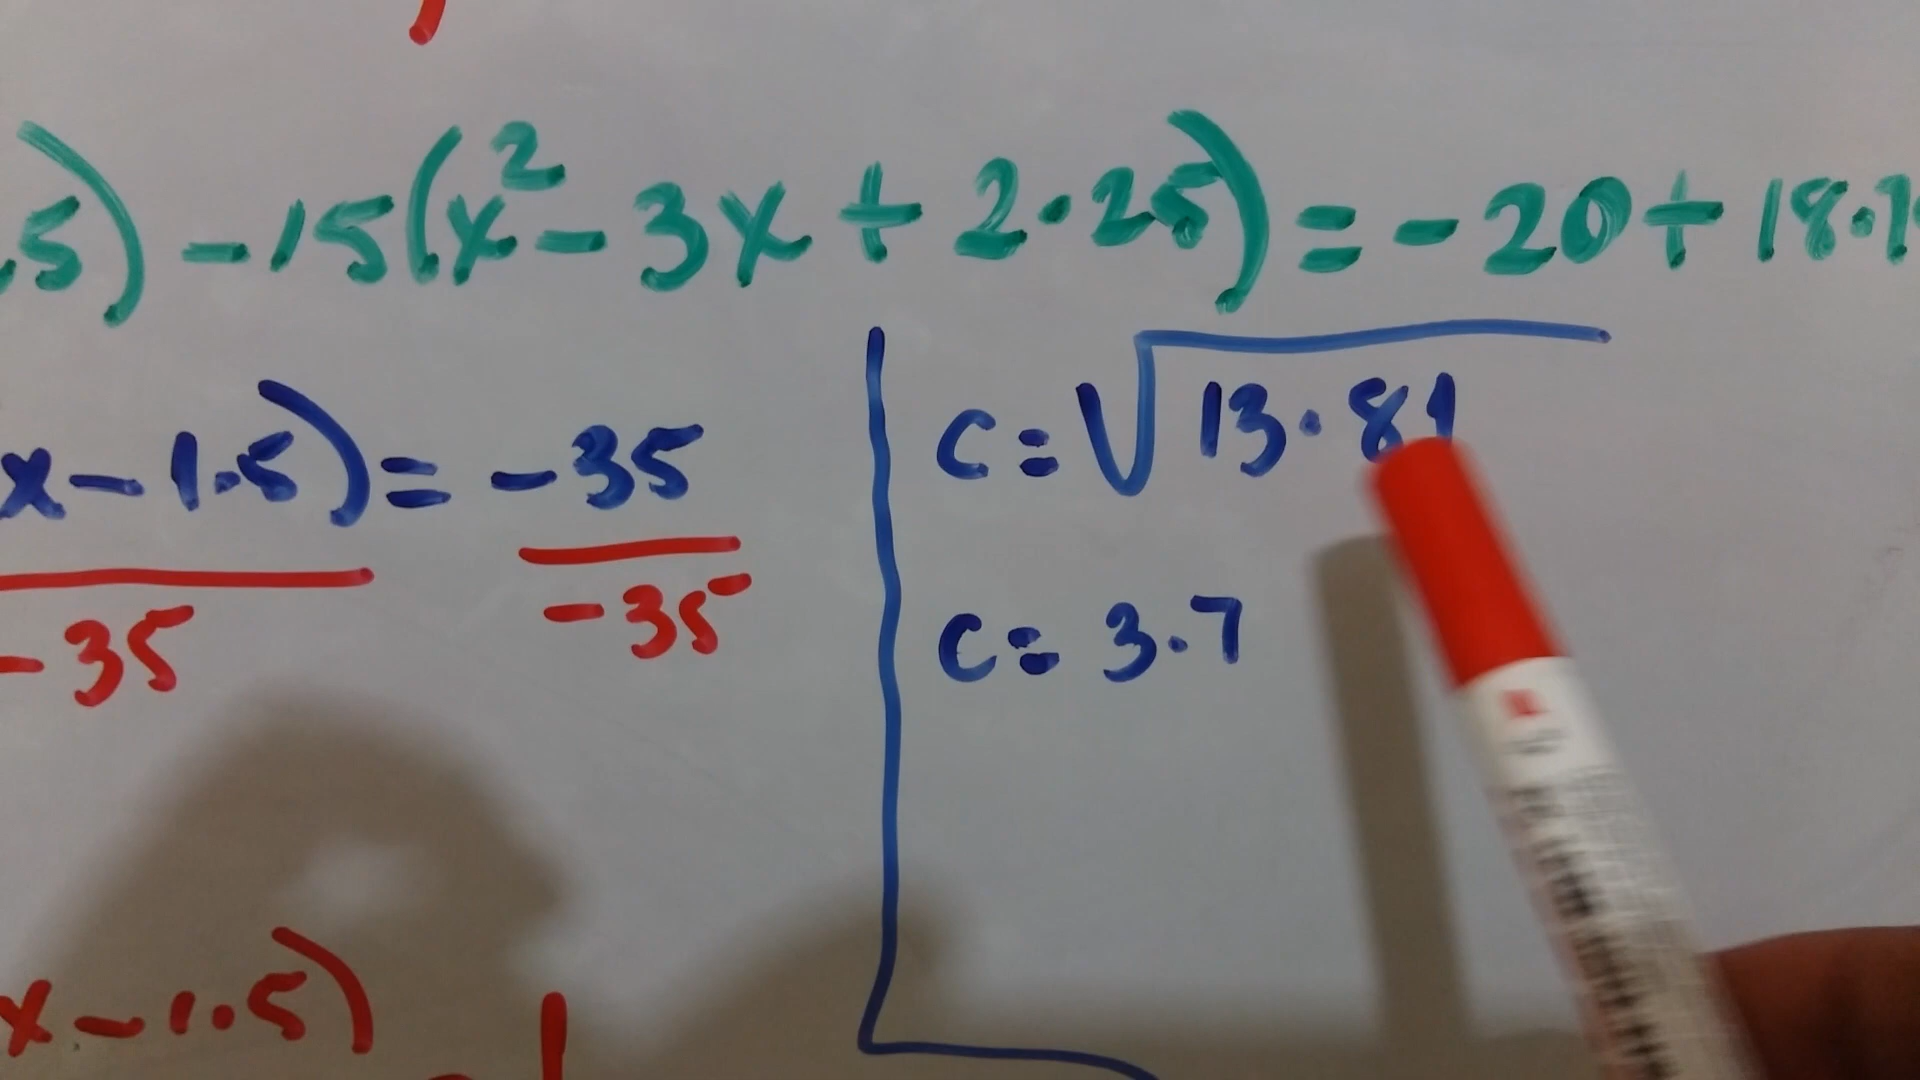 .5) - 15(x² - 3x + 2.25) = -20 + 18.7
x - 1.5) = -35
-35
-35
c = √13.81
c = 3.7
x - 1.5)